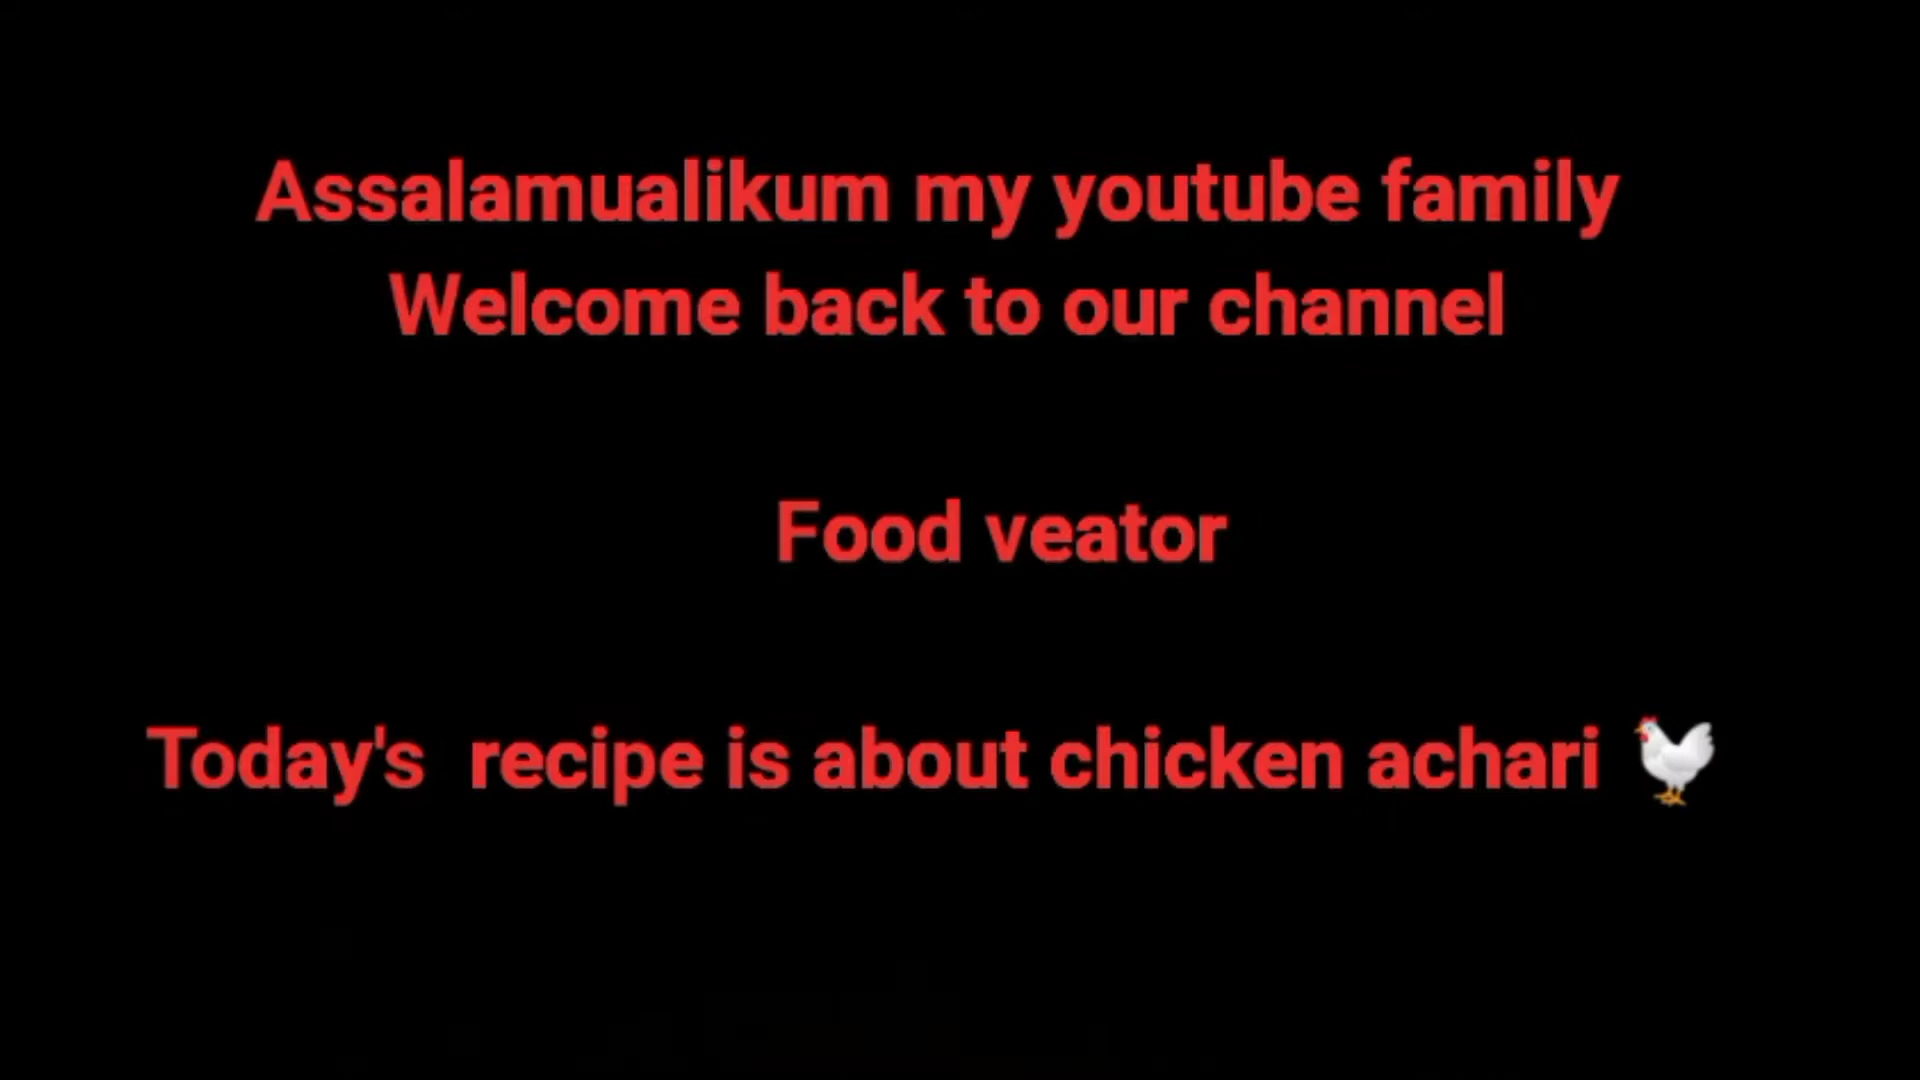 Assalamualikum my youtube family
Welcome back to our channel
Food veator
Today's  recipe is about chicken achari 🐓